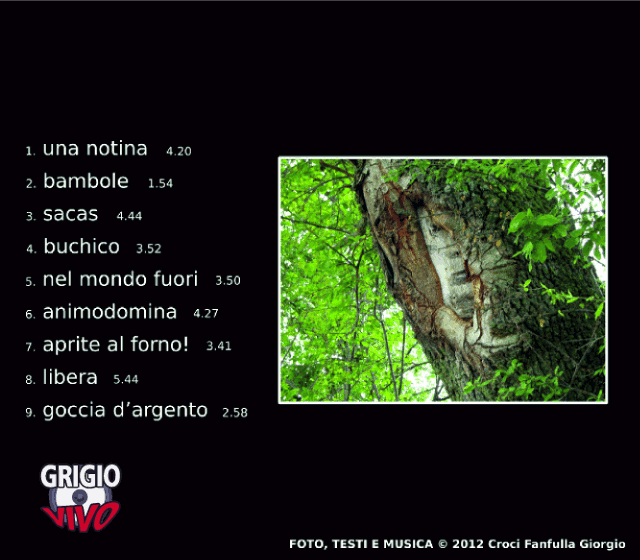 1. una notina 4.20
2. bambole 1.54
3. sacas 4.44
4. buchico 3.52
5. nel mondo fuori 3.50
6. animodomina 4.27
7. aprite al forno! 3.41
8. libera 5.44
9. goccia d’argento 2.58
GRIGIO
VIVO
FOTO, TESTI E MUSICA © 2012 Croci Fanfulla Giorgio